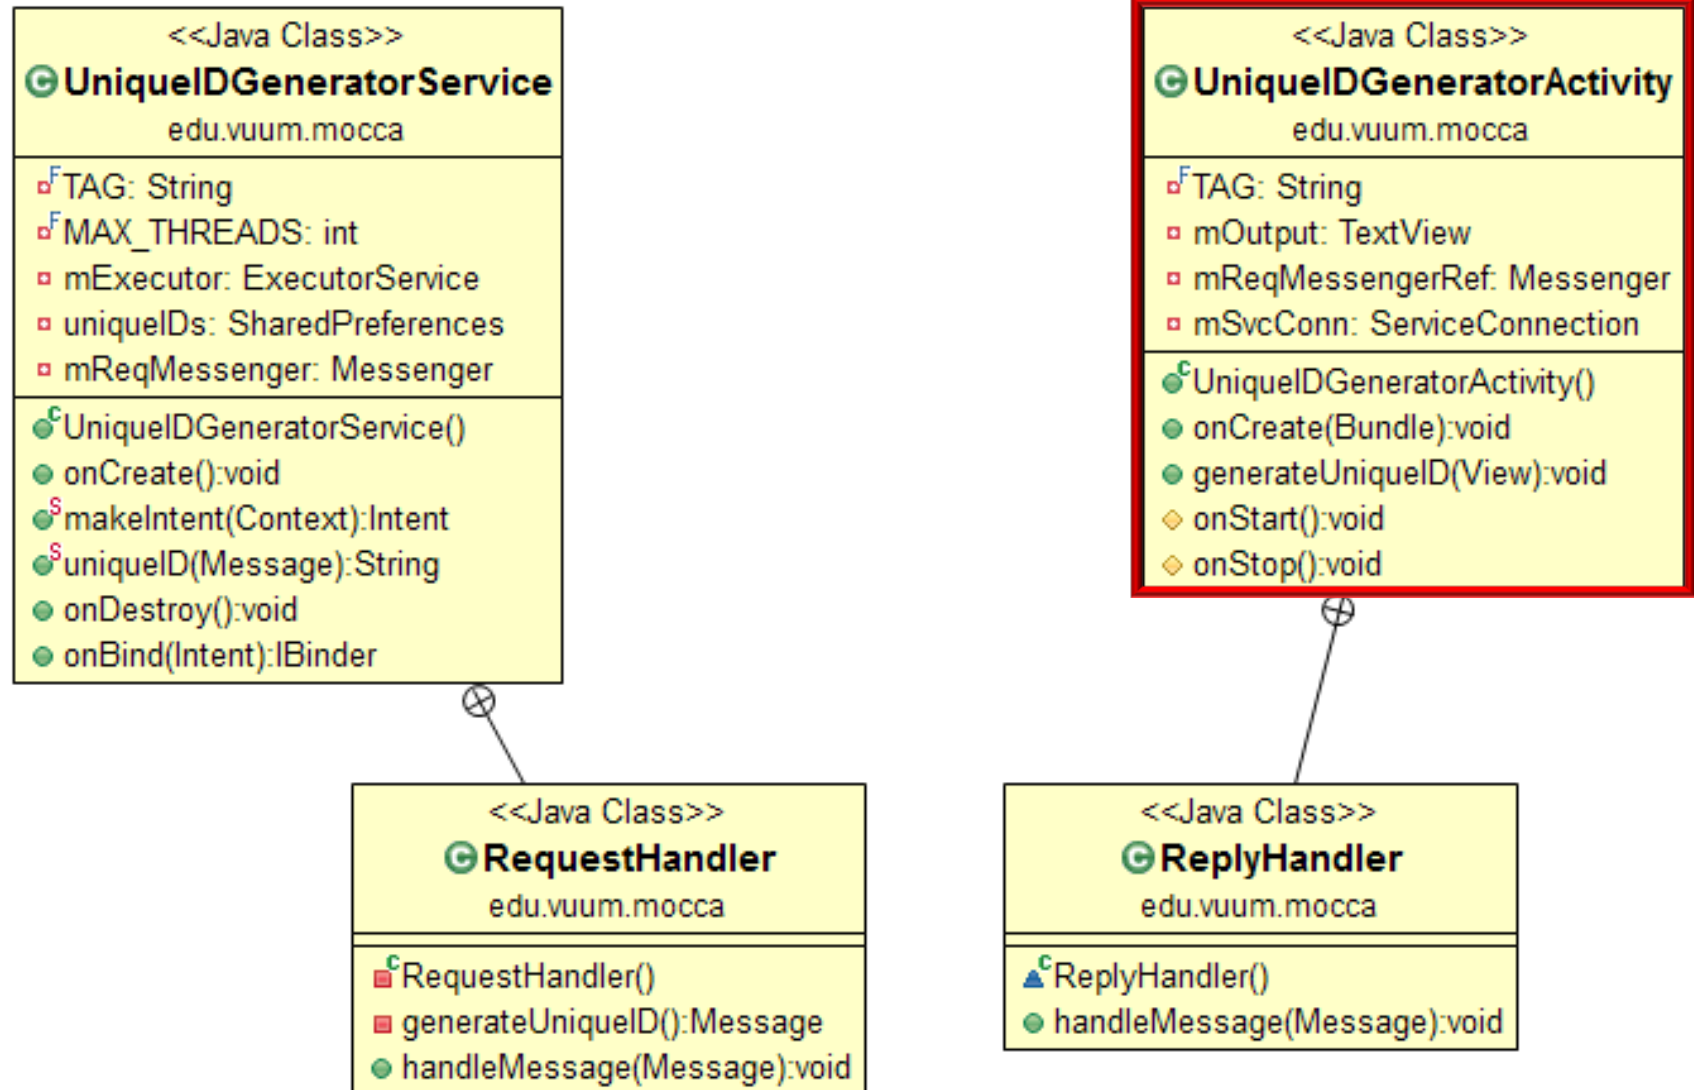 <<Java Class>>
C UniqueIDGeneratorService
edu.vuum.mocca
F TAG: String
F MAX_THREADS: int
mExecutor: ExecutorService
uniqueIDs: SharedPreferences
mReqMessenger: Messenger
C UniqueIDGeneratorService()
onCreate():void
S makeIntent(Context):Intent
S uniqueID(Message):String
onDestroy():void
onBind(Intent):IBinder
<<Java Class>>
C UniqueIDGeneratorActivity
edu.vuum.mocca
F TAG: String
mOutput: TextView
mReqMessengerRef: Messenger
mSvcConn: ServiceConnection
C UniqueIDGeneratorActivity()
onCreate(Bundle):void
generateUniqueID(View):void
onStart():void
onStop():void
<<Java Class>>
C RequestHandler
edu.vuum.mocca
C RequestHandler()
generateUniqueID():Message
handleMessage(Message):void
<<Java Class>>
C ReplyHandler
edu.vuum.mocca
C ReplyHandler()
handleMessage(Message):void